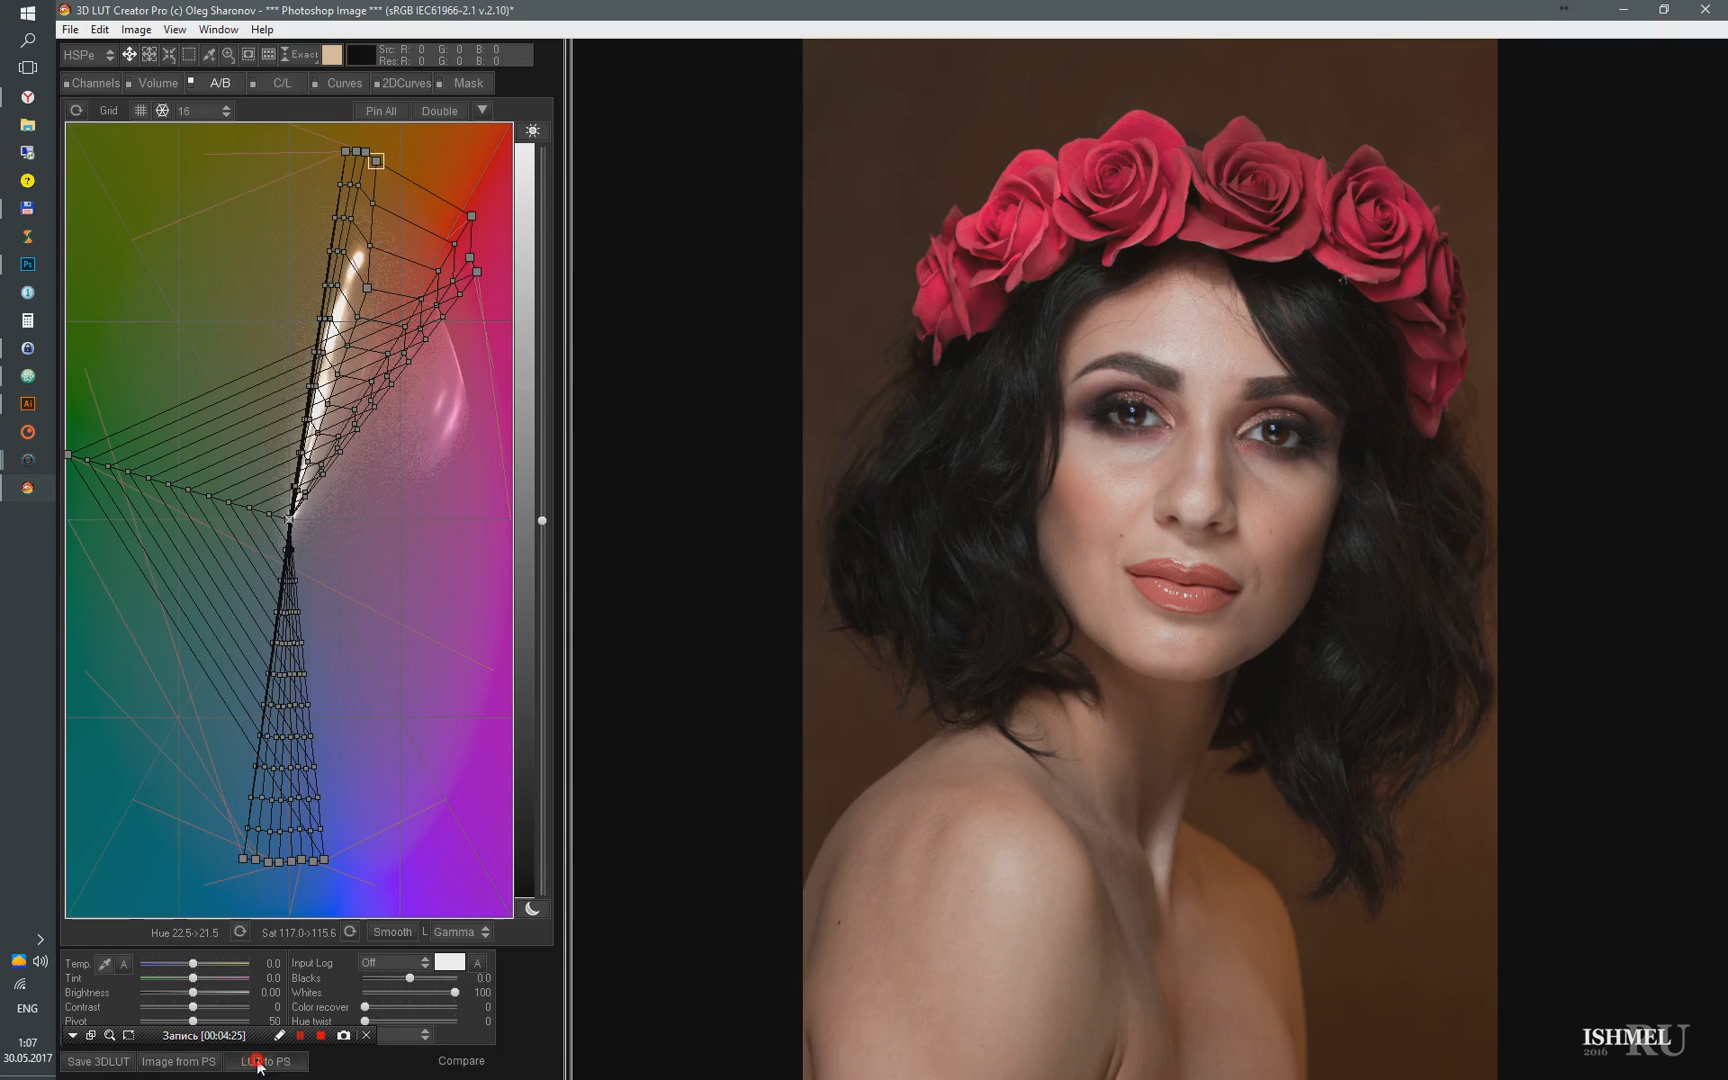 3D LUT Creator Pro (c) Oleg Sharonov - *** Photoshop Image *** (sRGB IEC61966-2.1 v.2.10)*
File Edit Image View Window Help
HSPe Exact Src: R: 0 G: 0 B: 0
Res:R: 0 G: 0 B: 0
Channels Volume A/B C/L Curves 2DCurves Mask
Grid 16 Pin All Double
Ps
Ai
Hue 22.5->21.5 Sat 117.0->115.6 Smooth L Gamma
Temp. A 0.0 Input Log Off A
Tint 0.0 Blacks 0.0
Brightness 0.00 Whites 100
Contrast 0 Color recover 0
Pivot 50 Hue twist 0
Запись [00:04:25]
Save 3DLUT Image from PS LUT to PS Compare
ENG
1:07
30.05.2017
ISHMEL
2016 RU